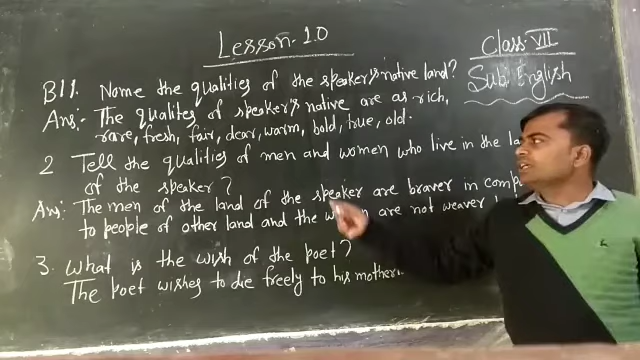 Lesson-10
Class-VII
Sub: English
B11. Name the qualities of the speaker's native land?
Ans:- The qualites of speaker's native are as rich,
rare, fresh, fair, dear, warm, bold, true, old.
2 Tell the qualities of men and women who live in the la
of the speaker?
Ans: The men of the land of the speaker are braver in comp
to people of other land and the are not weaver
3. What is the wish of the poet?
The poet wishes to die freely to his motherl